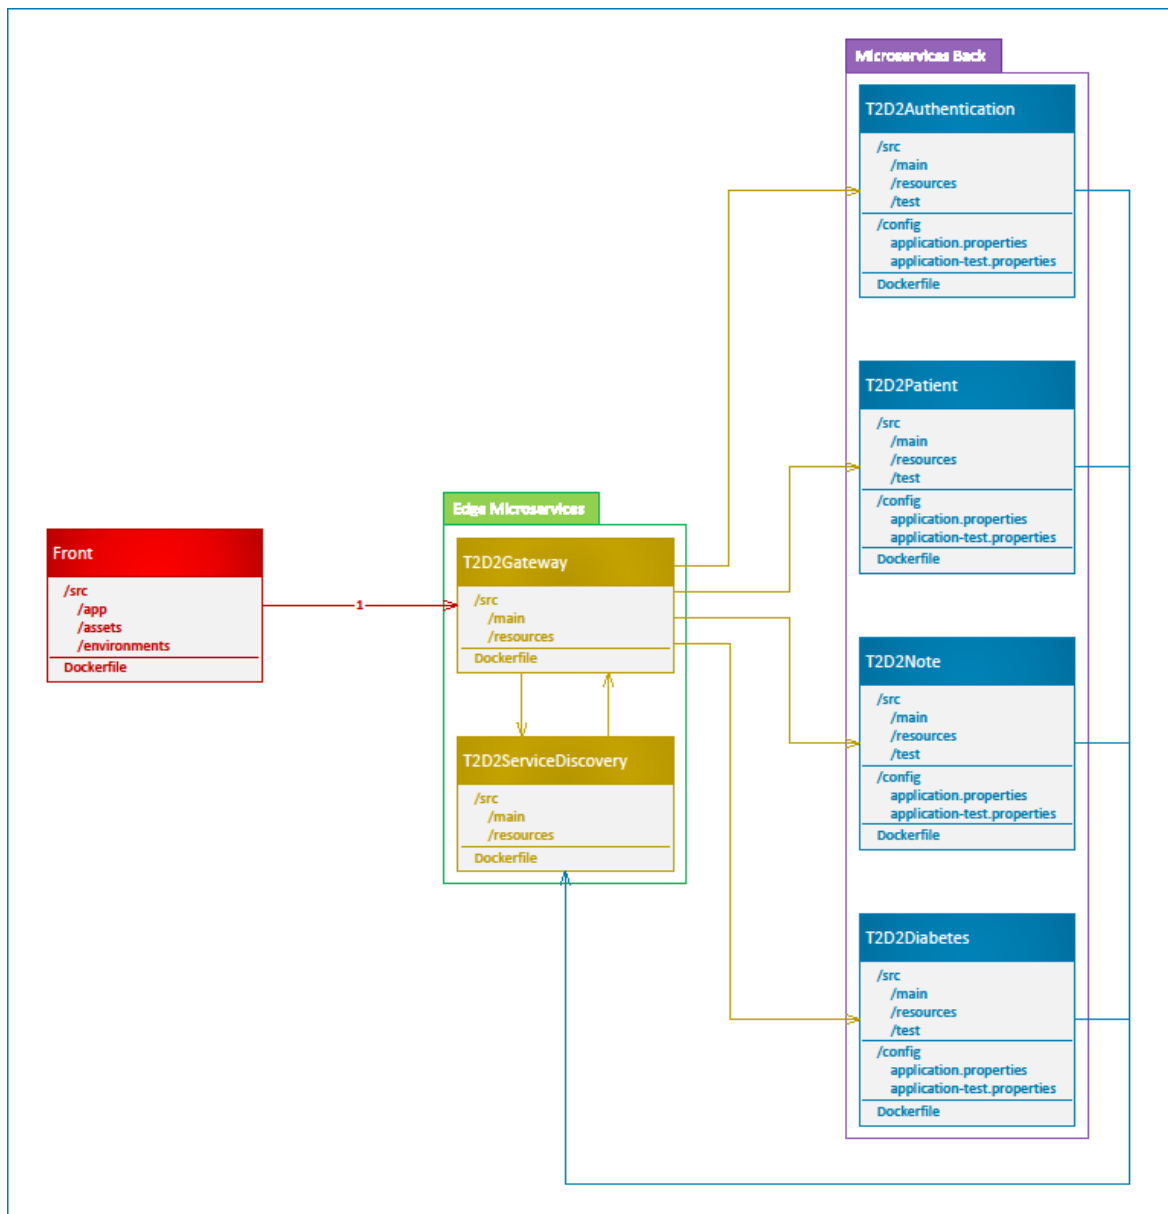 Microservices Back
T2D2Authentication
/src
/main
/resources
/test
/config
application.properties
application-test.properties
Dockerfile
T2D2Patient
/src
/main
/resources
/test
/config
application.properties
application-test.properties
Dockerfile
Edge Microservices
Front
/src
/app
/assets
/environments
Dockerfile
1
T2D2Gateway
/src
/main
/resources
Dockerfile
T2D2ServiceDiscovery
/src
/main
/resources
Dockerfile
T2D2Note
/src
/main
/resources
/test
/config
application.properties
application-test.properties
Dockerfile
T2D2Diabetes
/src
/main
/resources
/test
/config
application.properties
application-test.properties
Dockerfile